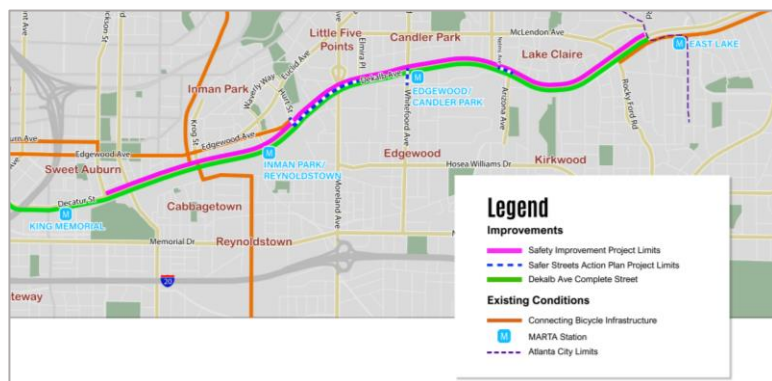 McLendon Ave
Little Five
Points
Candler Park
Lake Claire
EAST LAKE
Elmira Pl
Euclid Ave
Waverly Way
Hurt St
Inman Park
EDGEWOOD/
CANDLER PARK
Whitefoord Ave
Arizona Ave
Rocky Ford Rd
Krog St
Edgewood Ave
Edgewood Ave
Sweet Auburn
INMAN PARK/
REYNOLDSTOWN
Edgewood
Hosea Williams Dr
Kirkwood
Moreland Ave
Decatur St
KING MEMORIAL
Cabbagetown
Memorial Dr
Reynoldstown
20
M
M
M
M
Legend
Improvements
Safety Improvement Project Limits
Safer Streets Action Plan Project Limits
Dekalb Ave Complete Street
Existing Conditions
Connecting Bicycle Infrastructure
M
MARTA Station
Atlanta City Limits